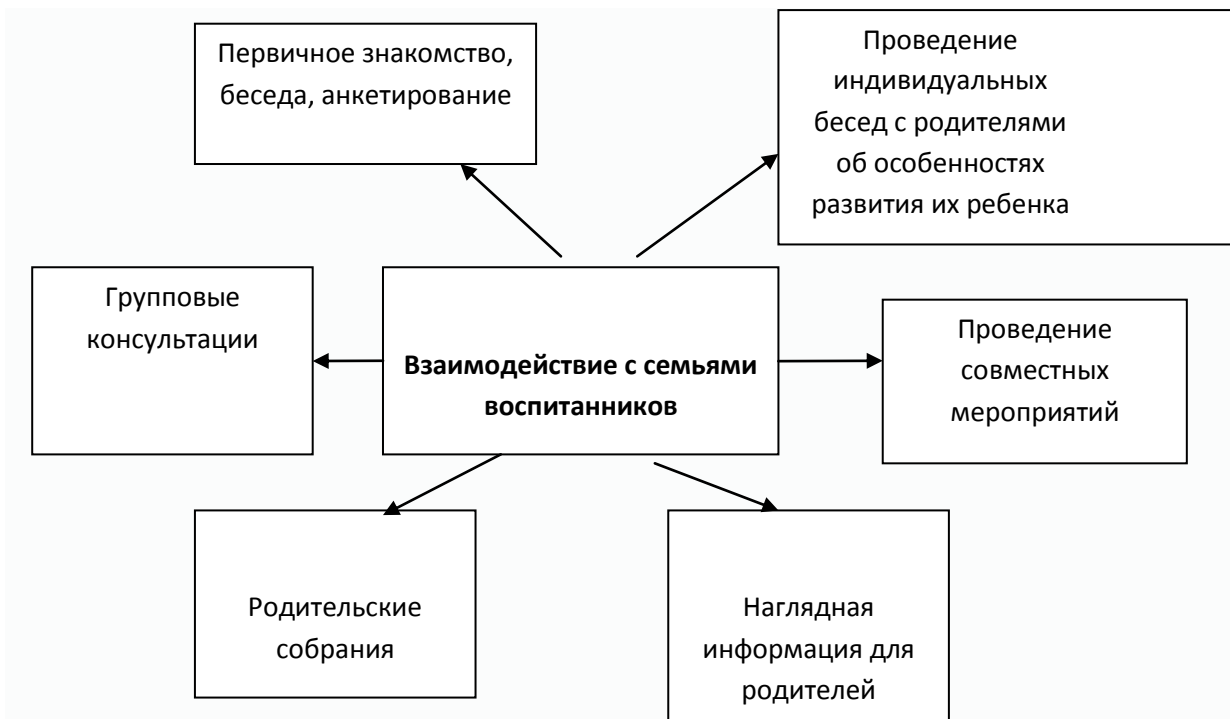 Первичное знакомство,
беседа, анкетирование
Проведение
индивидуальных
бесед с родителями
об особенностях
развития их ребенка
Групповые
консультации
Взаимодействие с семьями
воспитанников
Проведение
совместных
мероприятий
Родительские
собрания
Наглядная
информация для
родителей